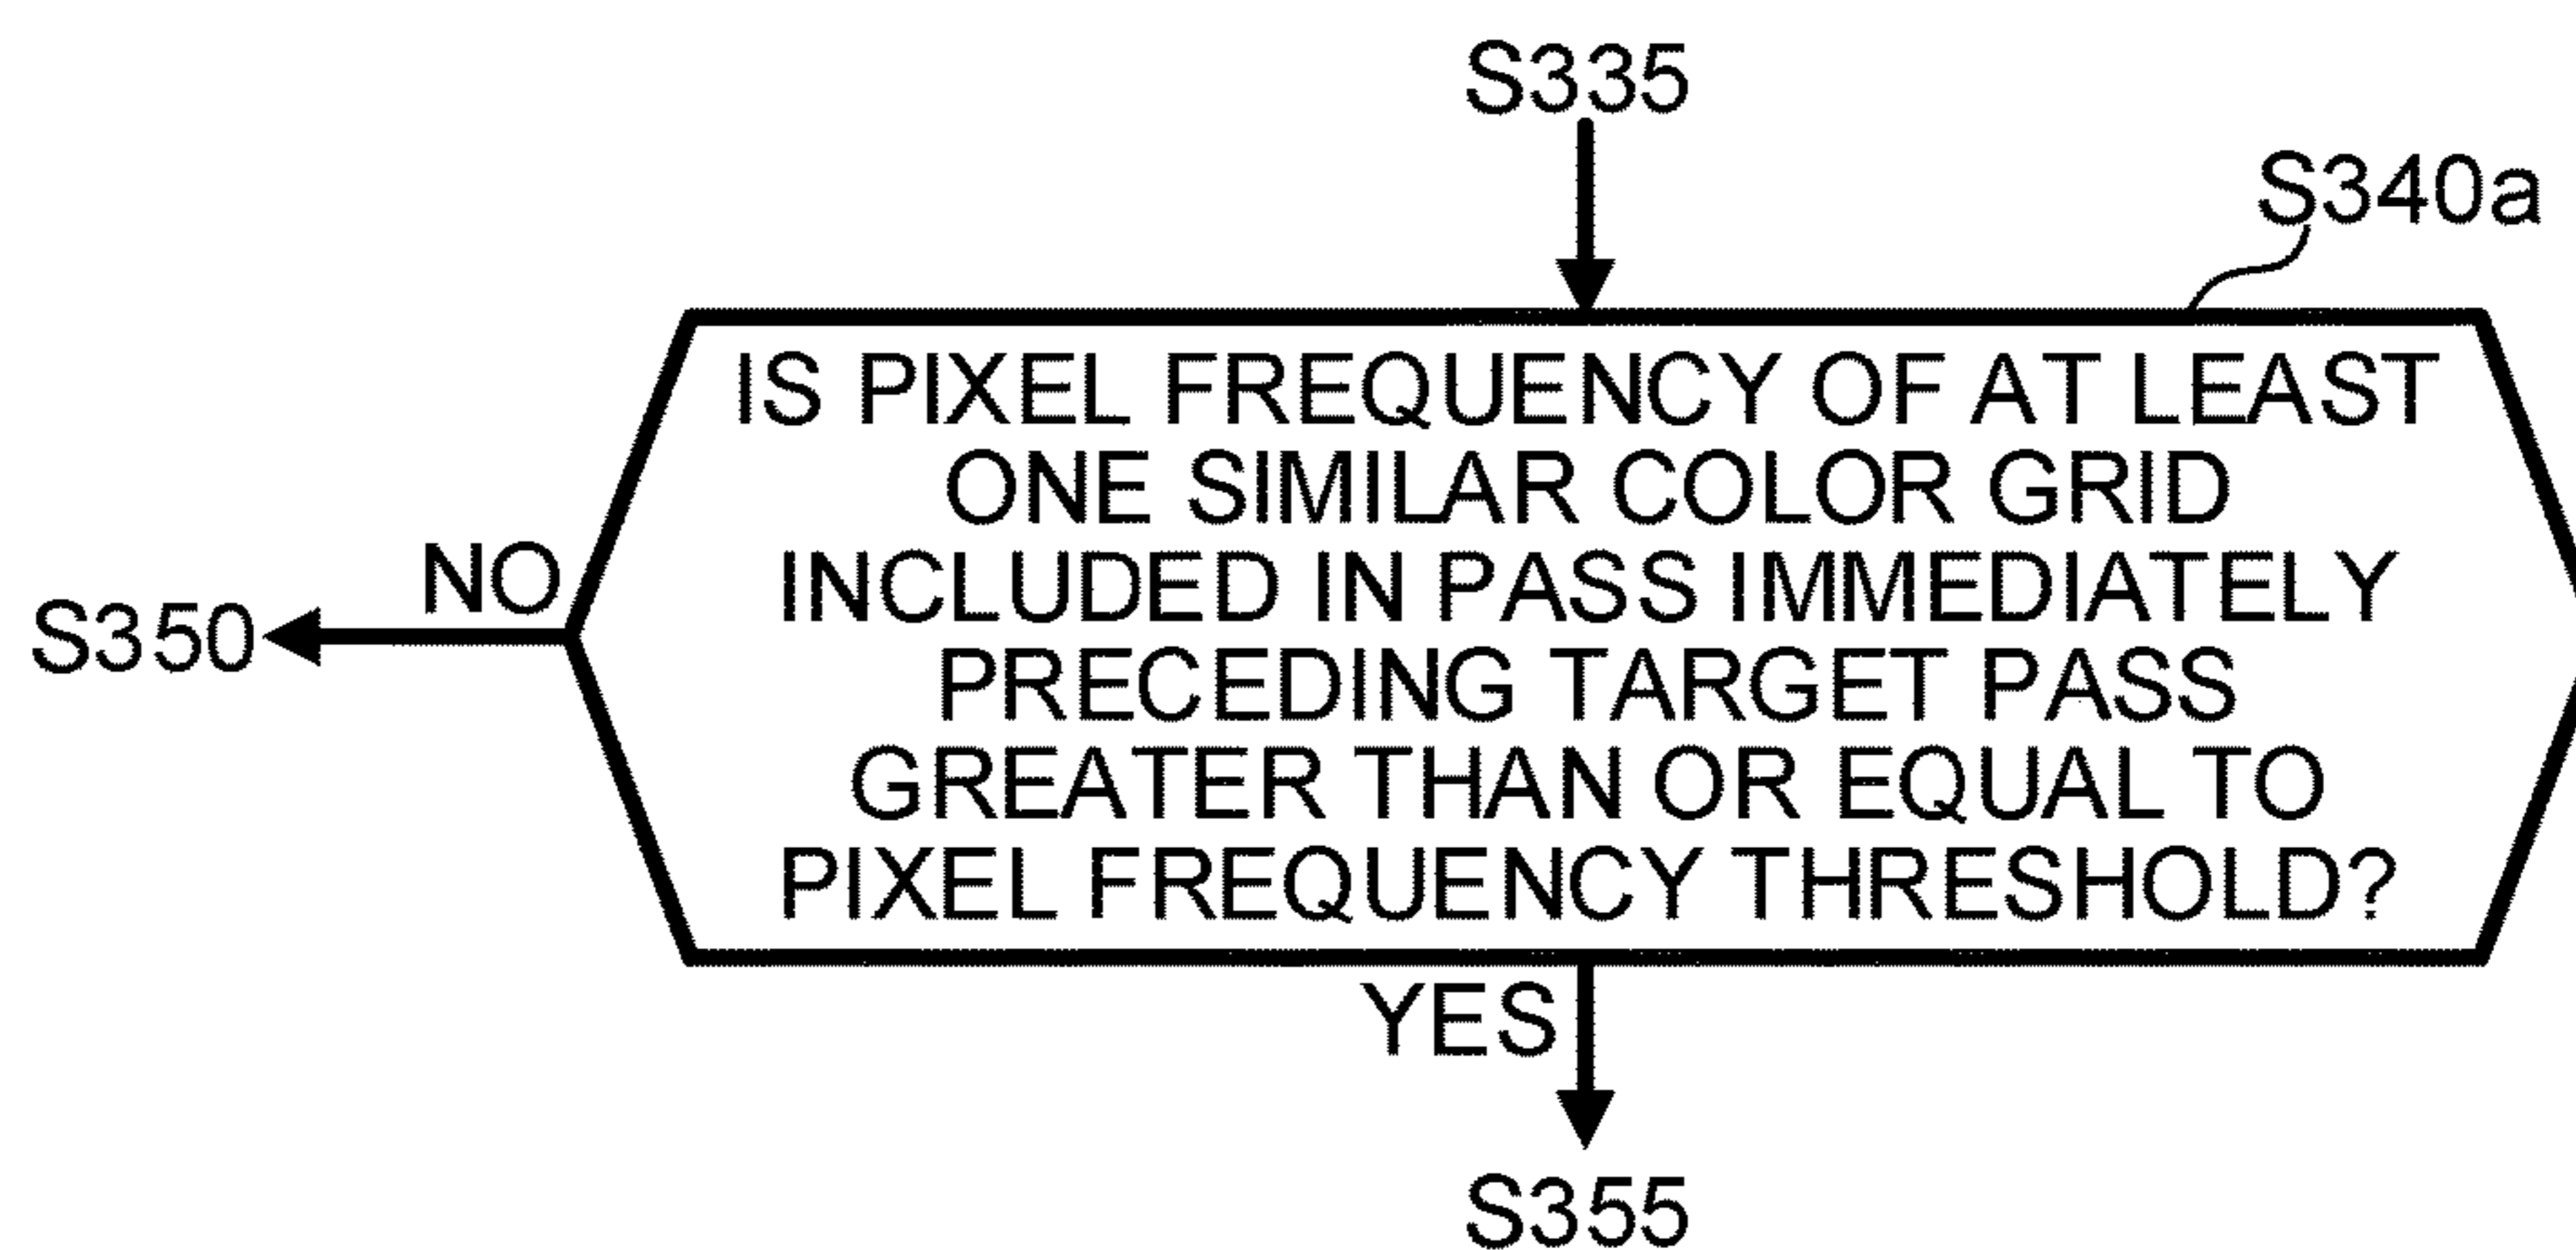 S335
S340a
IS PIXEL FREQUENCY OF AT LEAST
ONE SIMILAR COLOR GRID
INCLUDED IN PASS IMMEDIATELY
PRECEDING TARGET PASS
GREATER THAN OR EQUAL TO
PIXEL FREQUENCY THRESHOLD?
NO
S350
YES
S355